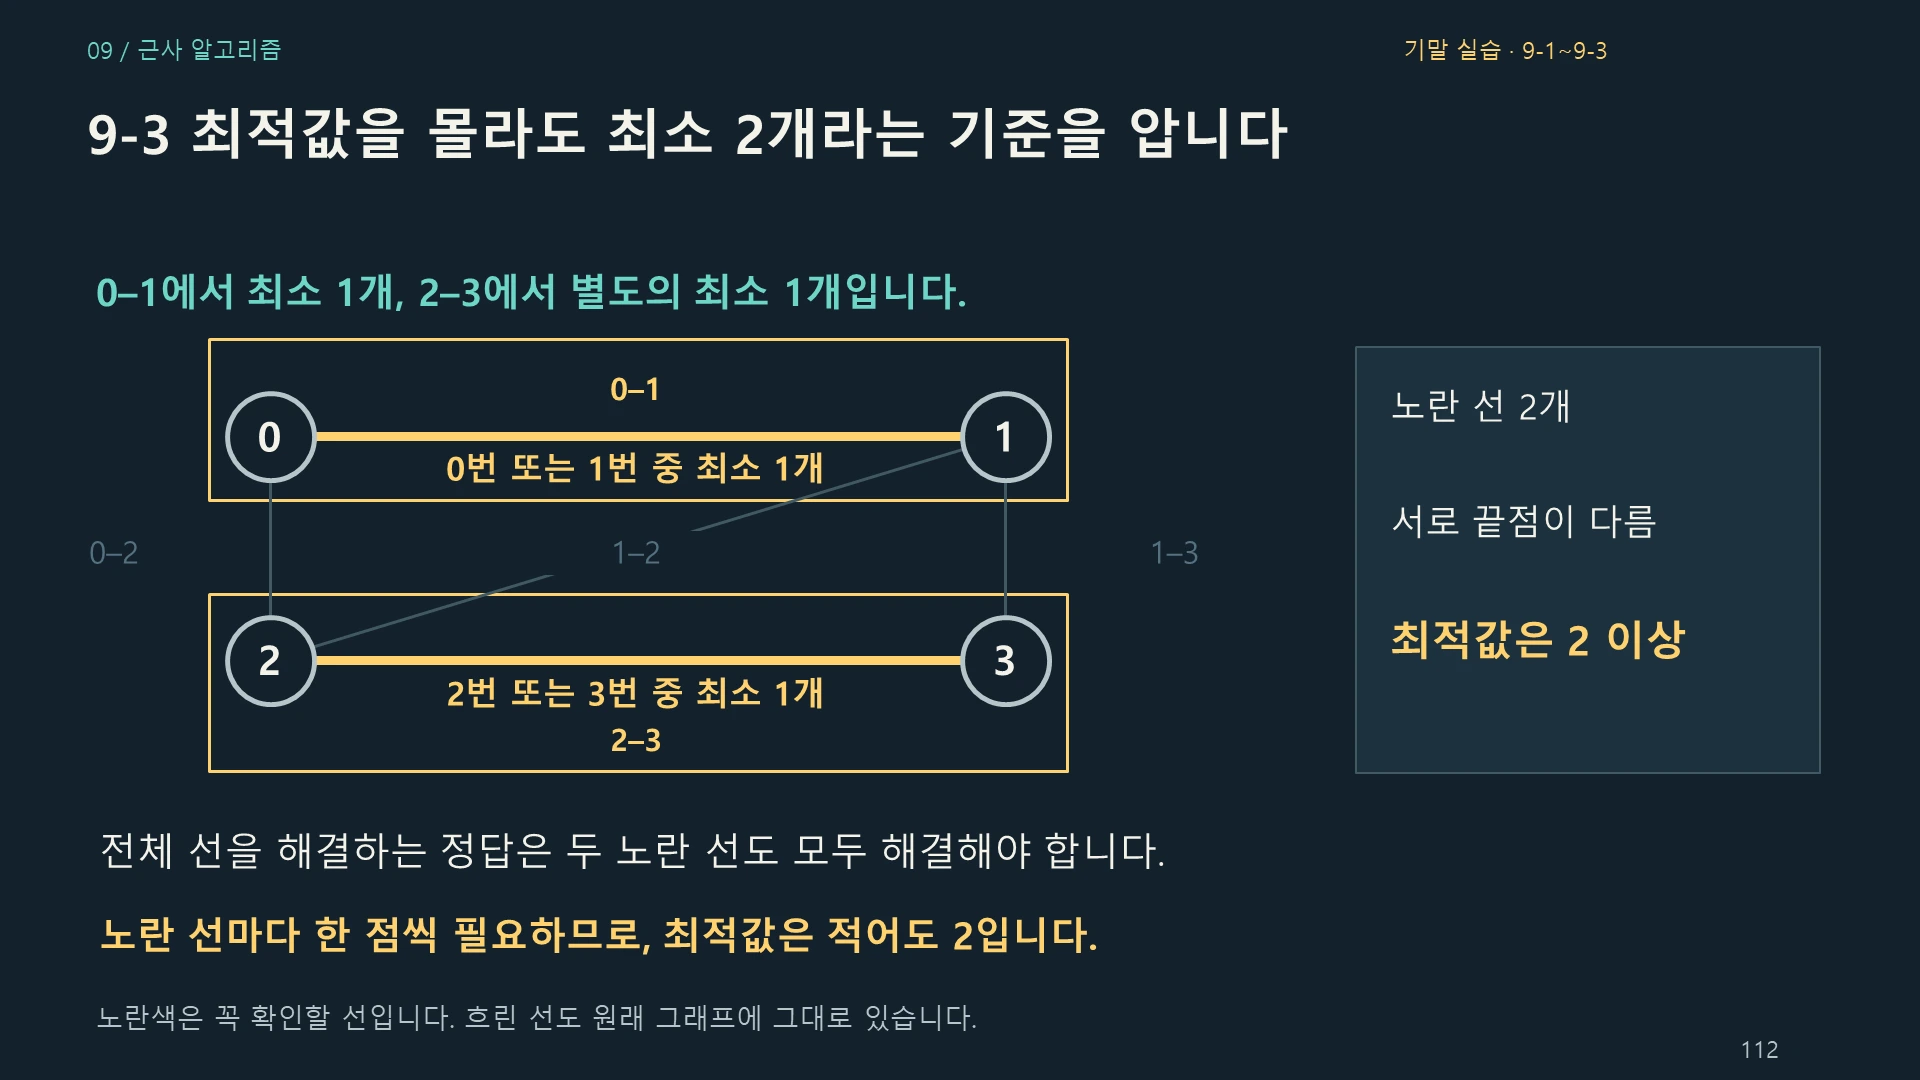 09 / 근사 알고리즘
기말 실습 · 9-1~9-3
9-3 최적값을 몰라도 최소 2개라는 기준을 압니다
0–1에서 최소 1개, 2–3에서 별도의 최소 1개입니다.
0–1
0
1
0번 또는 1번 중 최소 1개
0–2
1–2
1–3
2
3
2번 또는 3번 중 최소 1개
2–3
노란 선 2개
서로 끝점이 다름
최적값은 2 이상
전체 선을 해결하는 정답은 두 노란 선도 모두 해결해야 합니다.
노란 선마다 한 점씩 필요하므로, 최적값은 적어도 2입니다.
노란색은 꼭 확인할 선입니다. 흐린 선도 원래 그래프에 그대로 있습니다.
112